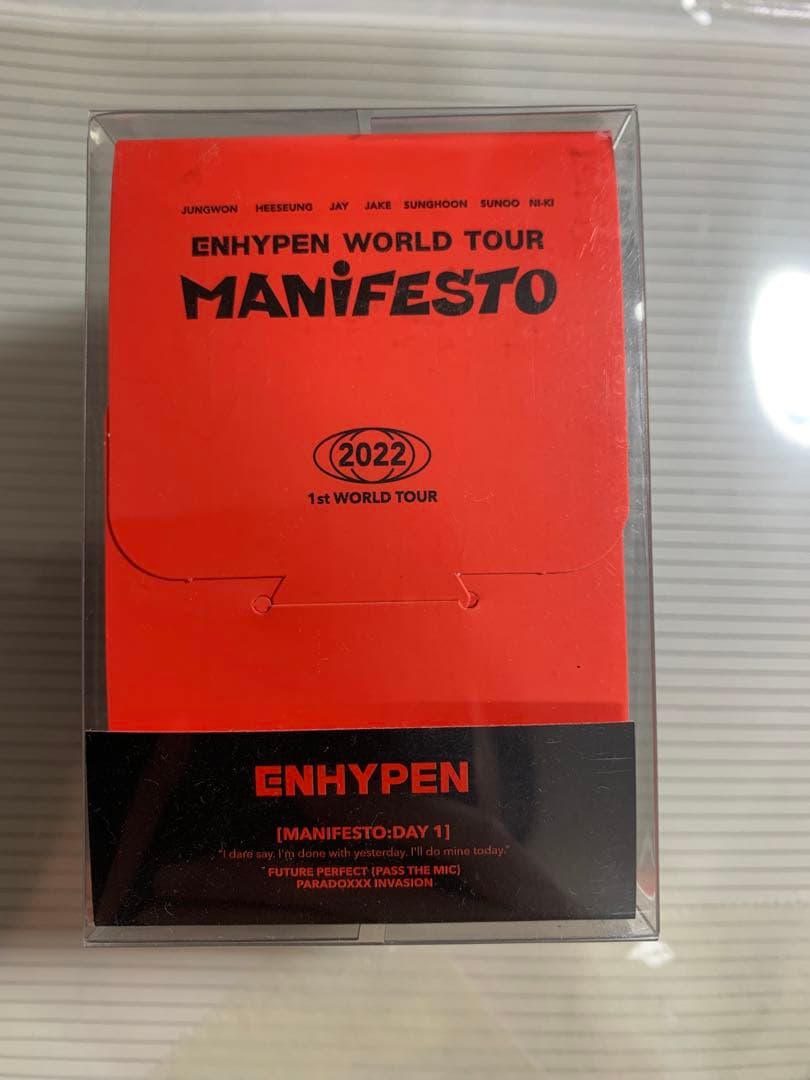 JUNGWON HEESEUNG JAY JAKE SUNGHOON SUNOO NI-KI
ENHYPEN WORLD TOUR
MANiFESTO
2022
1st WORLD TOUR
ENHYPEN
[MANIFESTO:DAY 1]
"I dare say. I'm done with yesterday. I'll do mine today."
FUTURE PERFECT (PASS THE MIC)
PARADOXXX INVASION